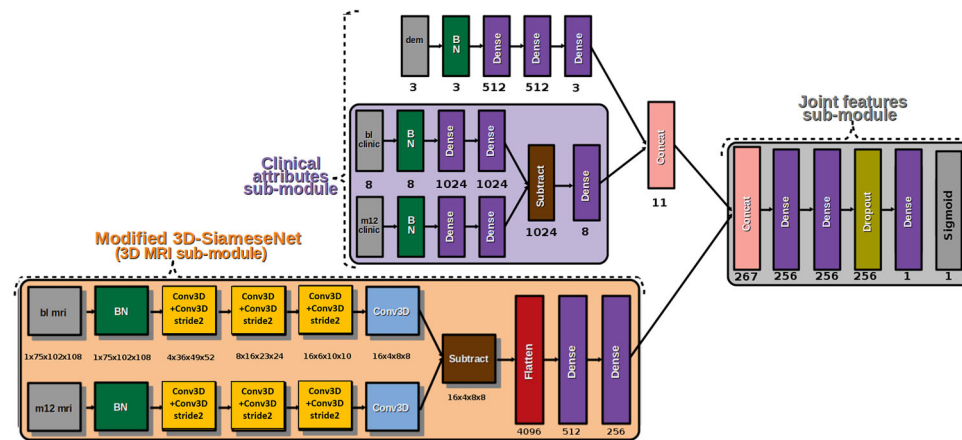 dem
BN
Dense
Dense
Dense
3
3
512
512
3
Clinical
attributes
sub-module
bl
clinic
BN
Dense
Dense
8
8
1024
1024
m12
clinic
BN
Dense
Dense
Subtract
1024
Dense
8
Concat
11
Joint features
sub-module
Concat
Dense
Dense
Dropout
Dense
Sigmoid
267
256
256
256
1
1
Modified 3D-SiameseNet
(3D MRI sub-module)
bl mri
BN
Conv3D
+Conv3D
stride2
Conv3D
+Conv3D
stride2
Conv3D
+Conv3D
stride2
Conv3D
1x75x102x108
1x75x102x108
4x36x49x52
8x16x23x24
16x6x10x10
16x4x8x8
m12 mri
BN
Conv3D
+Conv3D
stride2
Conv3D
+Conv3D
stride2
Conv3D
+Conv3D
stride2
Conv3D
Subtract
16x4x8x8
Flatten
Dense
Dense
4096
512
256